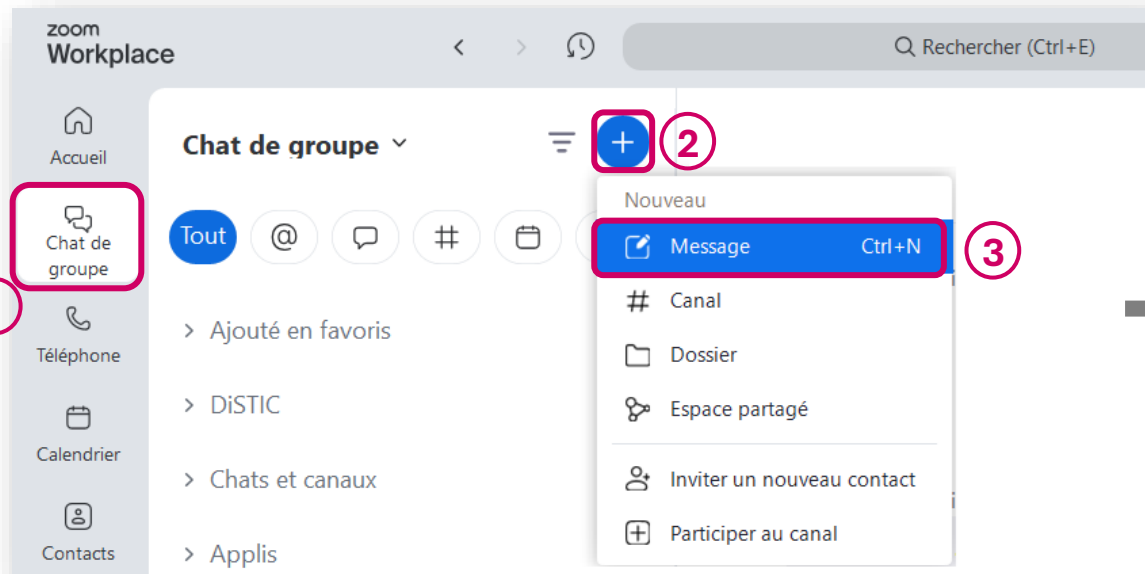 zoom
Workplace
Rechercher (Ctrl+E)
Accueil
Chat de groupe
2
Nouveau
Chat de
groupe
Tout
@
#
Message Ctrl+N
3
# Canal
Téléphone
Ajouté en favoris
Dossier
DiSTIC
Espace partagé
Calendrier
Chats et canaux
Inviter un nouveau contact
Contacts
Applis
Participer au canal